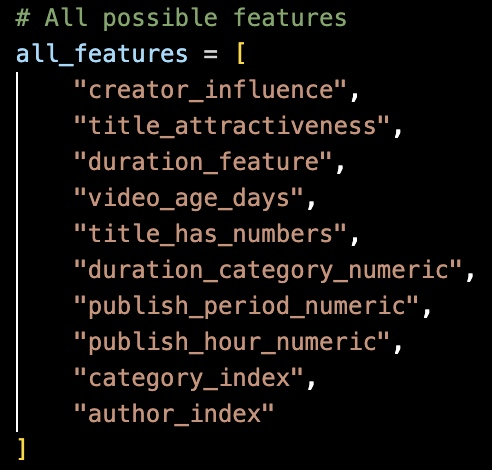 # All possible features
all_features = [
    "creator_influence",
    "title_attractiveness",
    "duration_feature",
    "video_age_days",
    "title_has_numbers",
    "duration_category_numeric",
    "publish_period_numeric",
    "publish_hour_numeric",
    "category_index",
    "author_index"
]